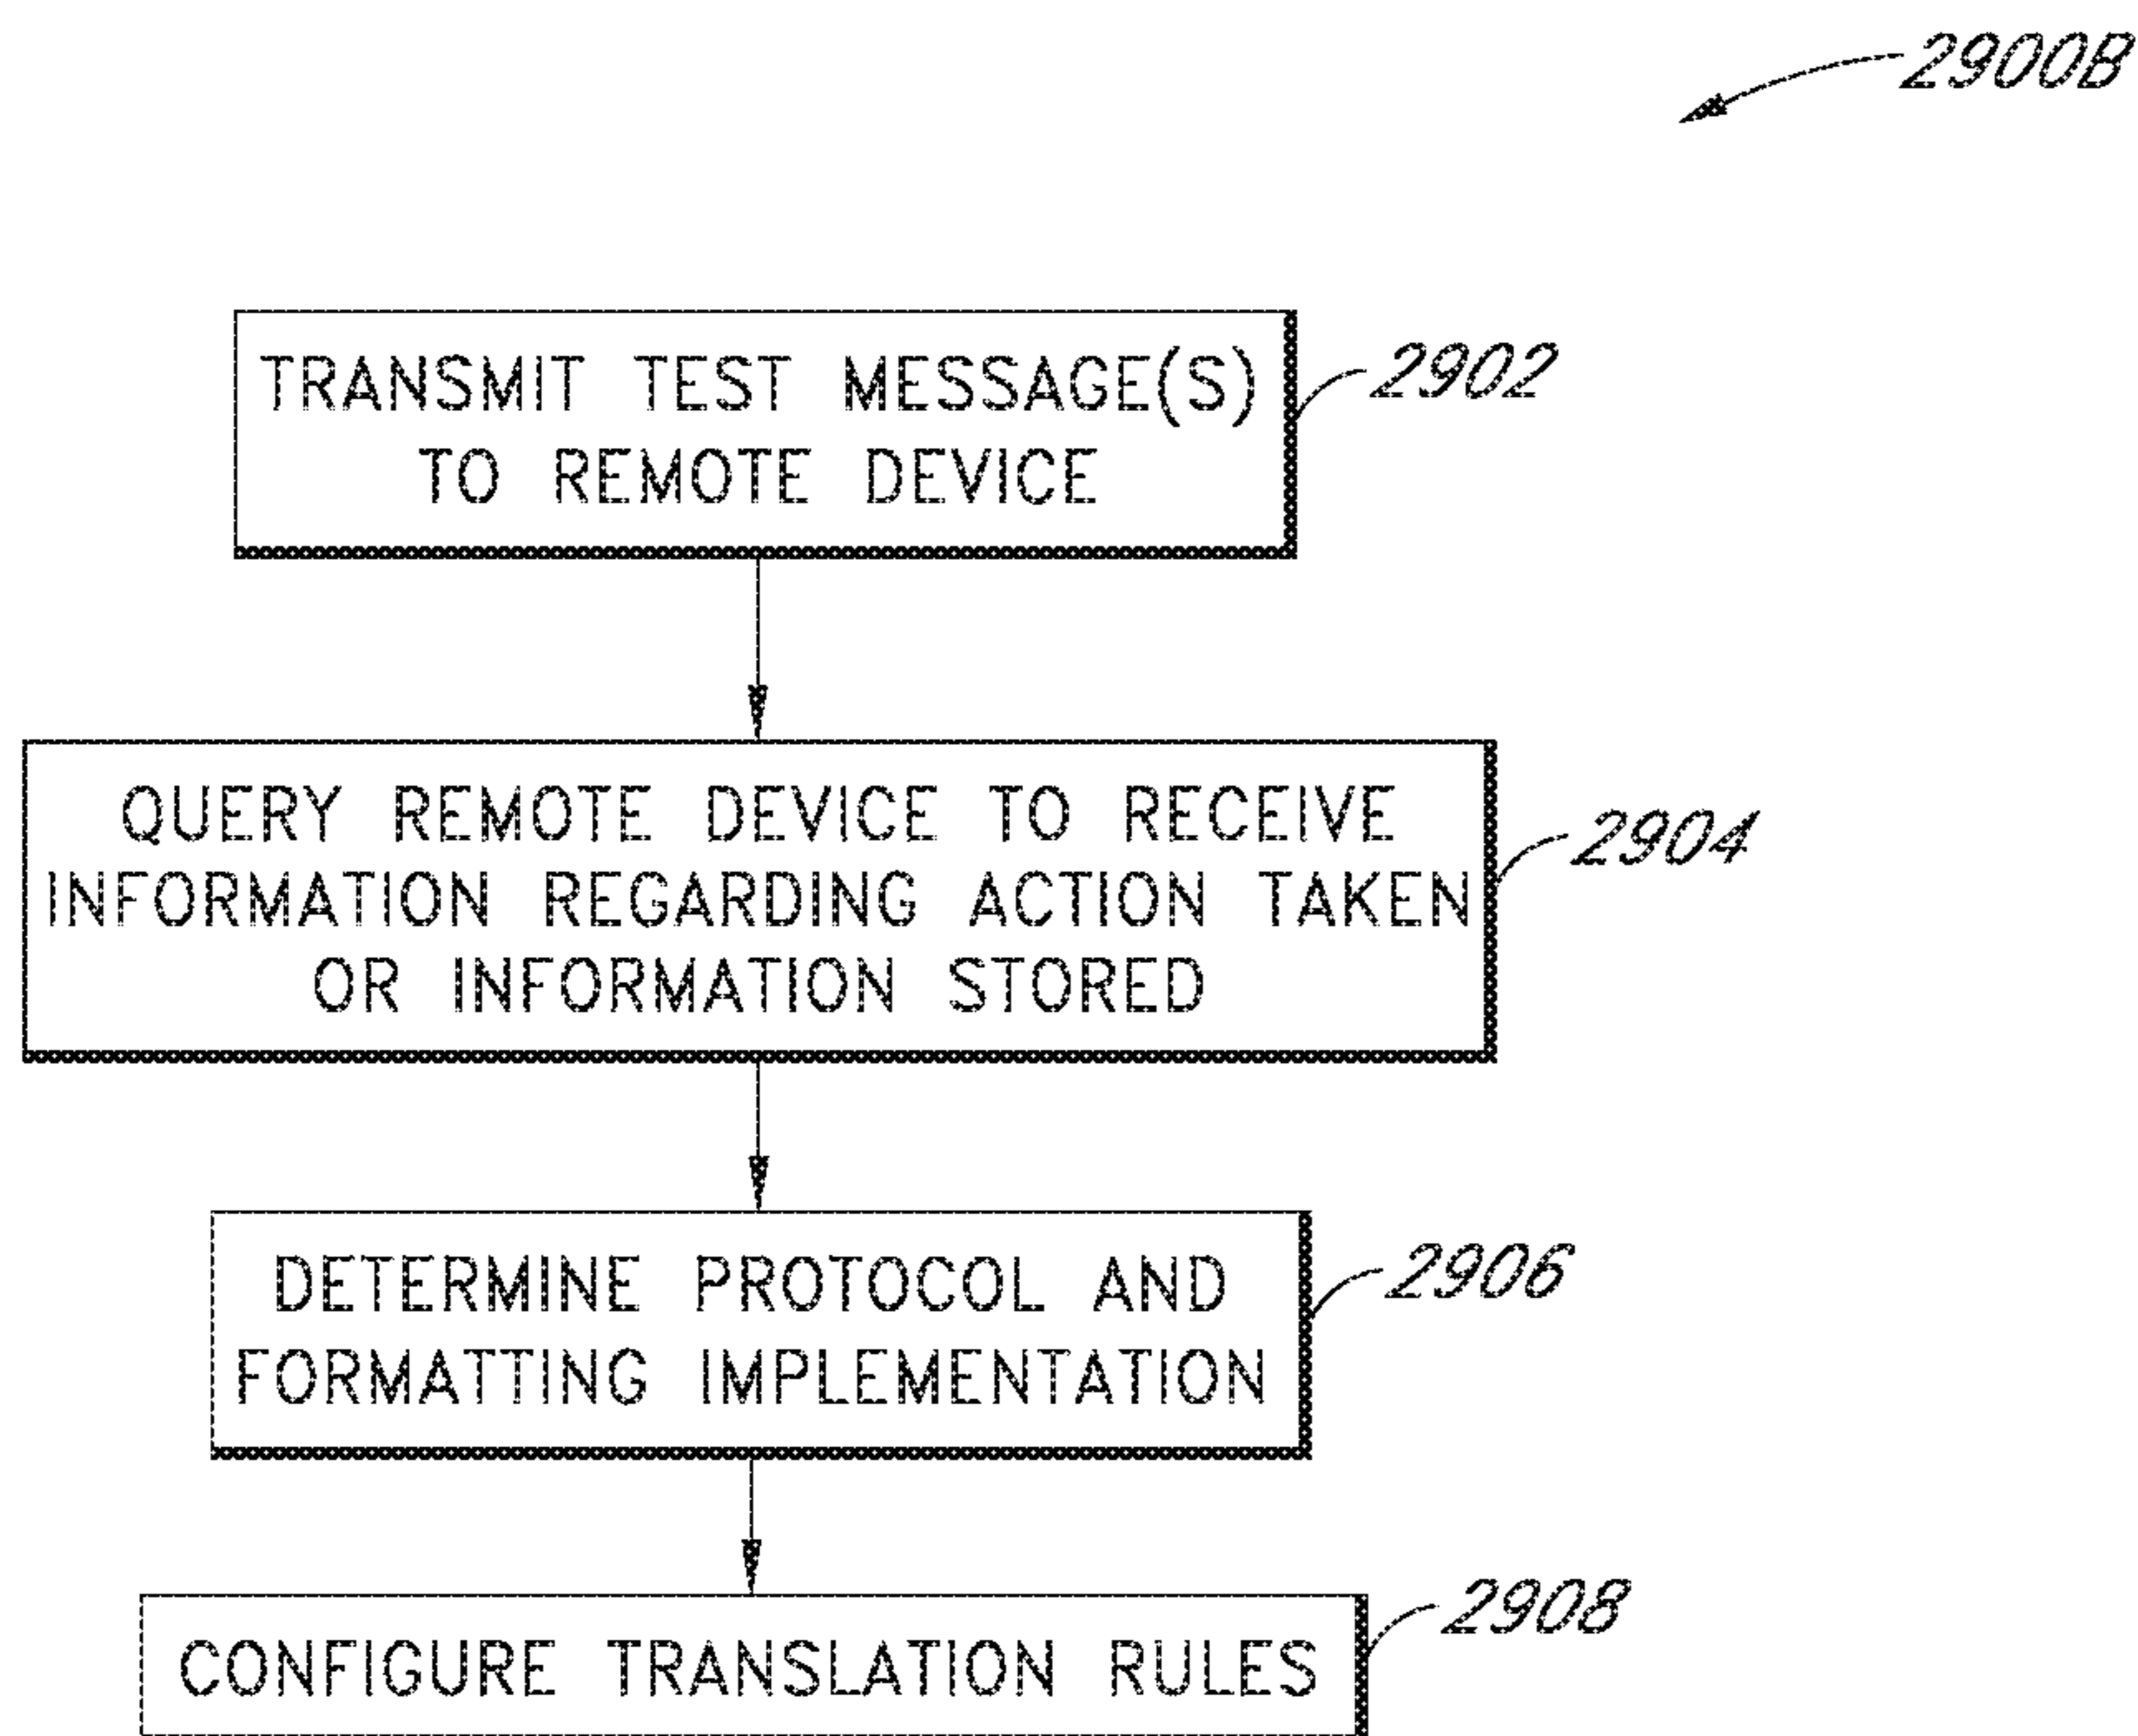 2900B
TRANSMIT TEST MESSAGE(S)
TO REMOTE DEVICE
2902
QUERY REMOTE DEVICE TO RECEIVE
INFORMATION REGARDING ACTION TAKEN
OR INFORMATION STORED
2904
DETERMINE PROTOCOL AND
FORMATTING IMPLEMENTATION
2906
CONFIGURE TRANSLATION RULES
2908